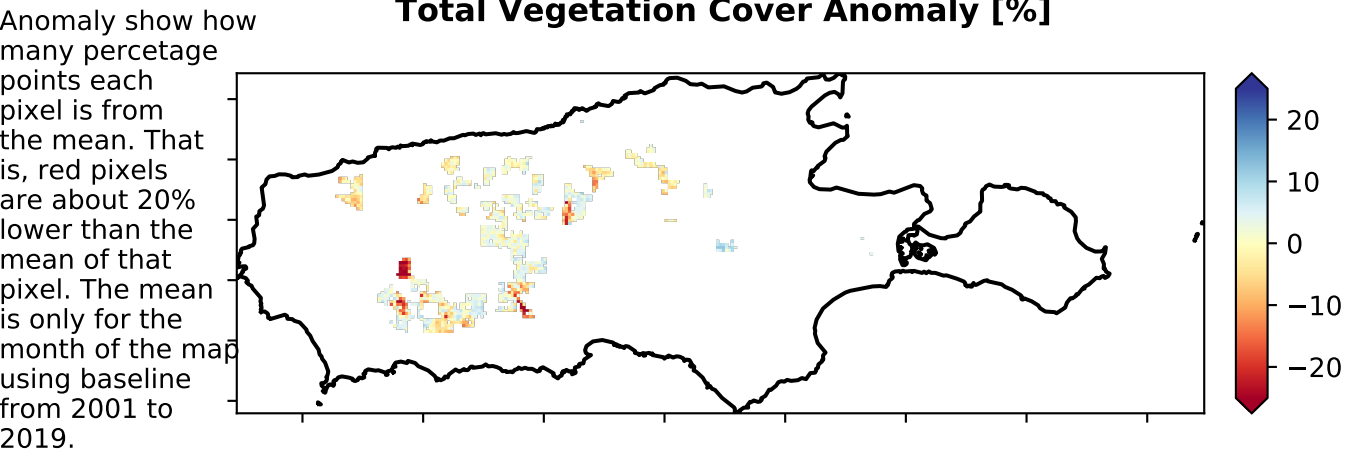 Total Vegetation Cover Anomaly [%]
Anomaly show how
many percetage
points each
pixel is from
the mean. That
is, red pixels
are about 20%
lower than the
mean of that
pixel. The mean
is only for the
month of the map
using baseline
from 2001 to
2019.
20
10
0
−10
−20